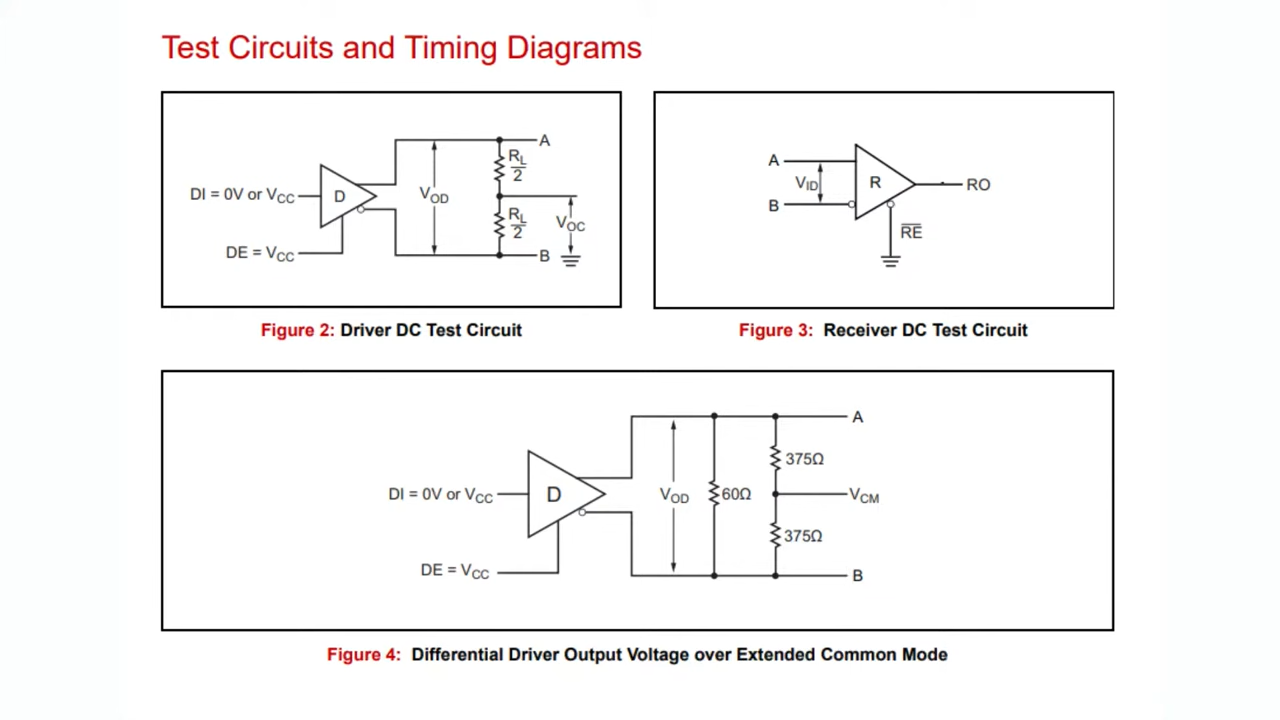 Test Circuits and Timing Diagrams
A
RL
2
DI = 0V or VCC
D
VOD
RL
2
VOC
DE = VCC
B
Figure 2: Driver DC Test Circuit
A
VID
R
RO
B
RE
Figure 3: Receiver DC Test Circuit
A
375Ω
DI = 0V or VCC
D
VOD
60Ω
VCM
375Ω
DE = VCC
B
Figure 4: Differential Driver Output Voltage over Extended Common Mode